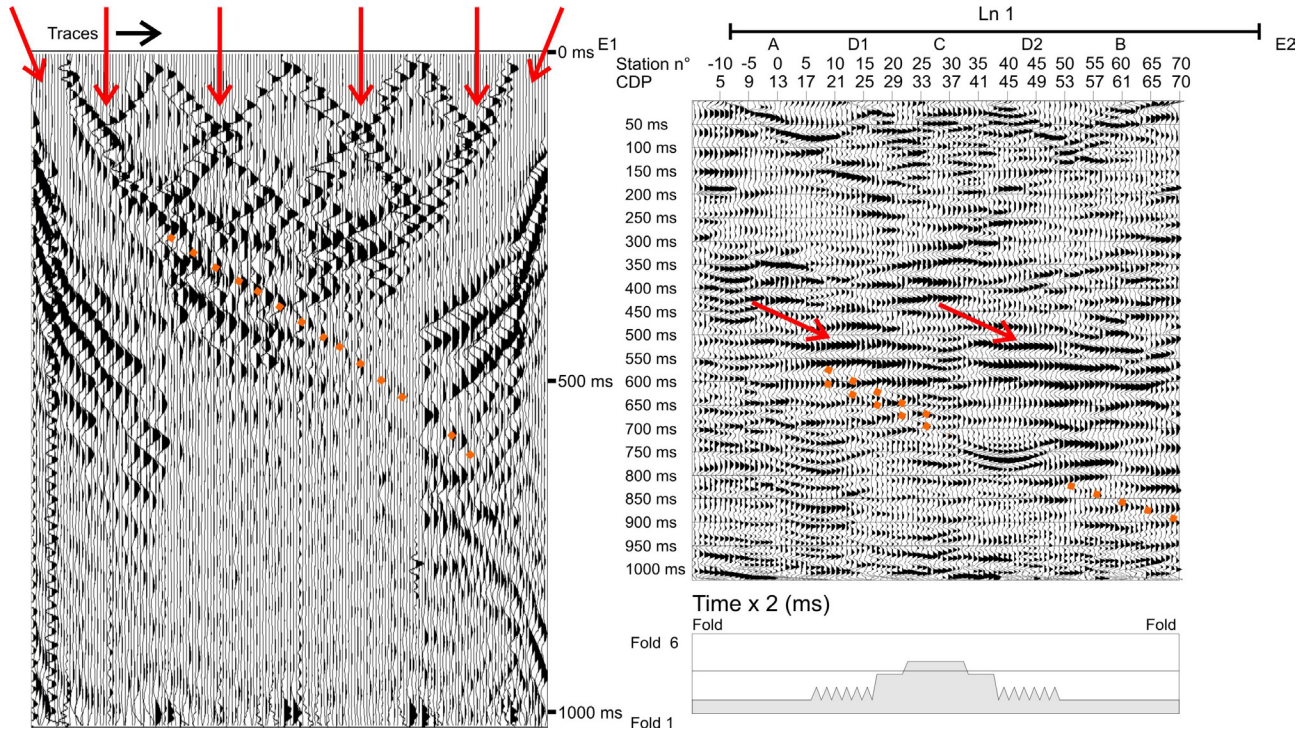 Traces
E1
0 ms
500 ms
1000 ms
Ln 1
A D1 C D2 B E2
Station n° -10 -5 0 5 10 15 20 25 30 35 40 45 50 55 60 65 70
CDP 5 9 13 17 21 25 29 33 37 41 45 49 53 57 61 65 70
50 ms
100 ms
150 ms
200 ms
250 ms
300 ms
350 ms
400 ms
450 ms
500 ms
550 ms
600 ms
650 ms
700 ms
750 ms
800 ms
850 ms
900 ms
950 ms
1000 ms
Time x 2 (ms)
Fold Fold
Fold 6
Fold 1